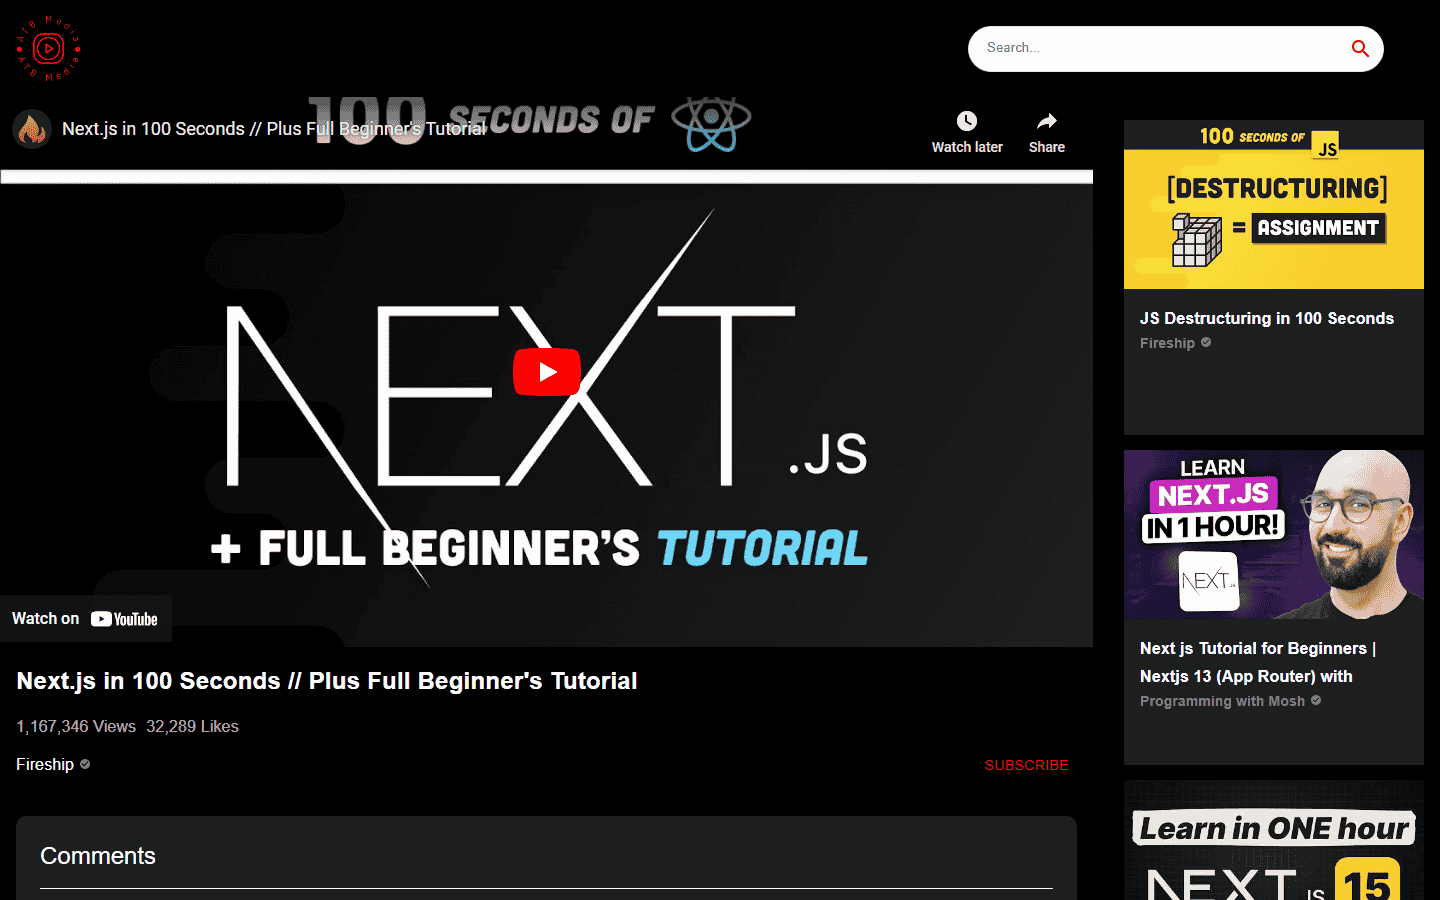 ATB Media
ATB Media
Search...
100 SECONDS OF
Next.js in 100 Seconds // Plus Full Beginner's Tutorial
Watch later
Share
NEXT.JS
+ FULL BEGINNER'S TUTORIAL
Watch on YouTube
Next.js in 100 Seconds // Plus Full Beginner's Tutorial
1,167,346 Views 32,289 Likes
Fireship
SUBSCRIBE
Comments
100 SECONDS OF JS
[DESTRUCTURING]
= ASSIGNMENT
JS Destructuring in 100 Seconds
Fireship
LEARN
NEXT.JS
IN 1 HOUR!
NEXT.JS
Next js Tutorial for Beginners |
Nextjs 13 (App Router) with
Programming with Mosh
Learn in ONE hour
NEXT.JS 15